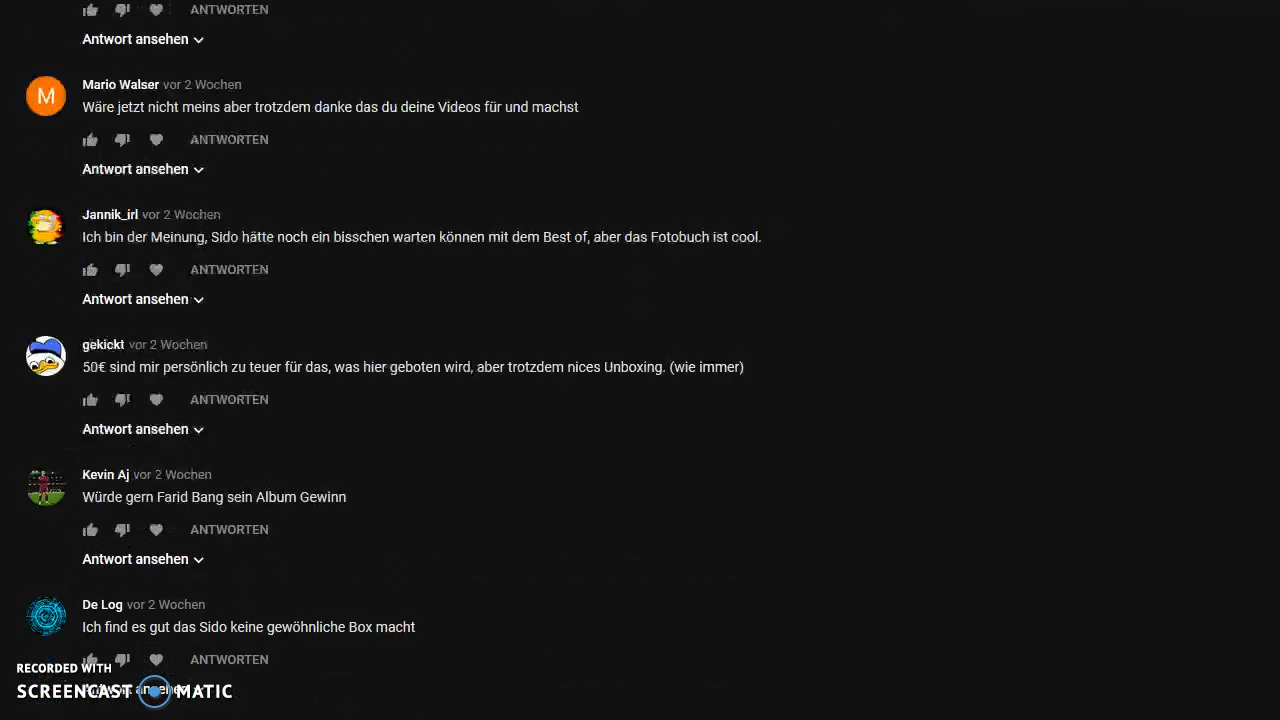 ANTWORTEN
Antwort ansehen
M
Mario Walser vor 2 Wochen
Wäre jetzt nicht meins aber trotzdem danke das du deine Videos für und machst
ANTWORTEN
Antwort ansehen
Jannik_irl vor 2 Wochen
Ich bin der Meinung, Sido hätte noch ein bisschen warten können mit dem Best of, aber das Fotobuch ist cool.
ANTWORTEN
Antwort ansehen
gekickt vor 2 Wochen
50€ sind mir persönlich zu teuer für das, was hier geboten wird, aber trotzdem nices Unboxing. (wie immer)
ANTWORTEN
Antwort ansehen
Kevin Aj vor 2 Wochen
Würde gern Farid Bang sein Album Gewinn
ANTWORTEN
Antwort ansehen
De Log vor 2 Wochen
Ich find es gut das Sido keine gewöhnliche Box macht
ANTWORTEN
RECORDED WITH
SCREENCAST MATIC